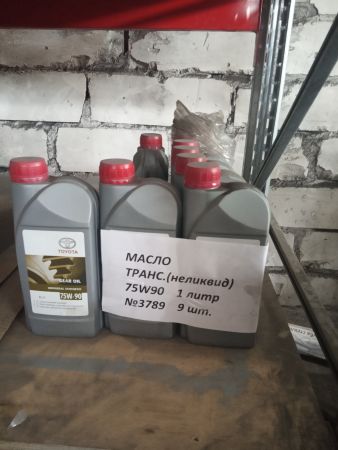 TOYOTA
GEAR OIL
75W-90
МАСЛО
ТРАНС.(неликвид)
75W90 1 литр
№3789 9 шт.